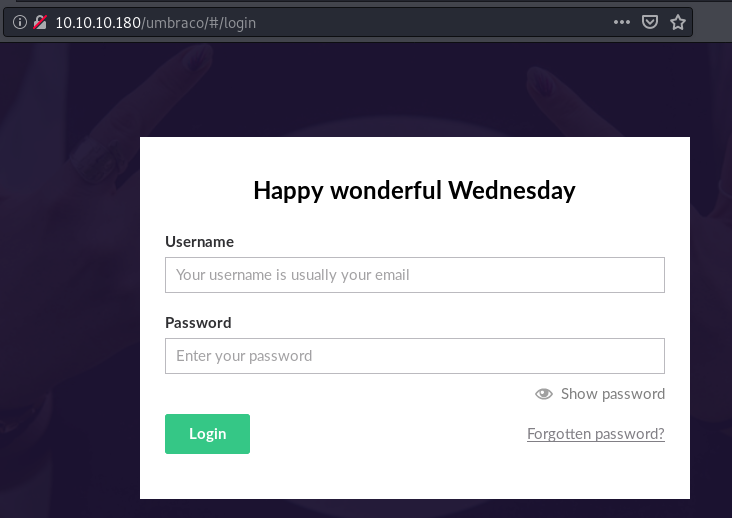 10.10.10.180/umbraco/#/login
Happy wonderful Wednesday
Username
Your username is usually your email
Password
Enter your password
Show password
Login
Forgotten password?